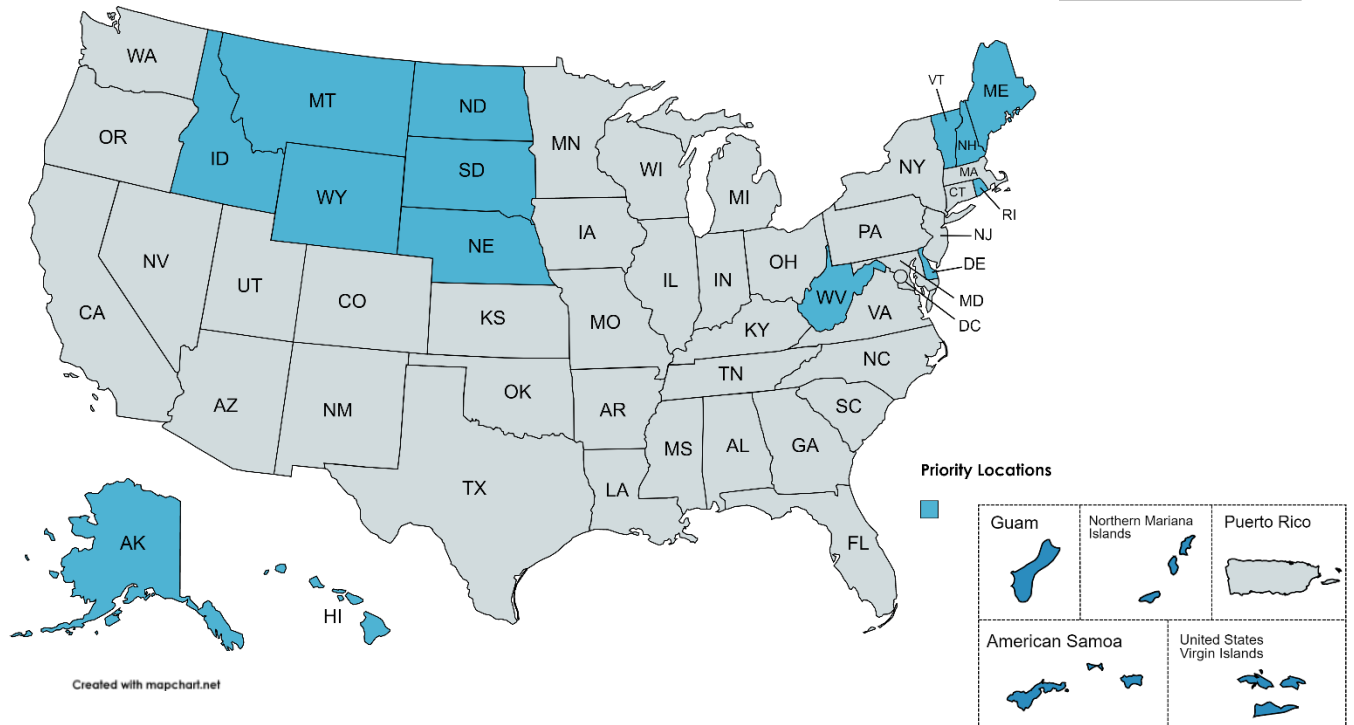 WA
MT
ND
MN
VT
ME
OR
ID
SD
WI
NH
NY
MA
WY
MI
CT
RI
IA
PA
NJ
NE
NV
OH
DE
UT
IL
IN
CO
WV
MD
CA
VA
KS
MO
KY
DC
NC
TN
OK
AZ
NM
AR
SC
MS
AL
GA
TX
LA
FL
AK
HI
Priority Locations
Guam
Northern Mariana
Islands
Puerto Rico
American Samoa
United States
Virgin Islands
Created with mapchart.net